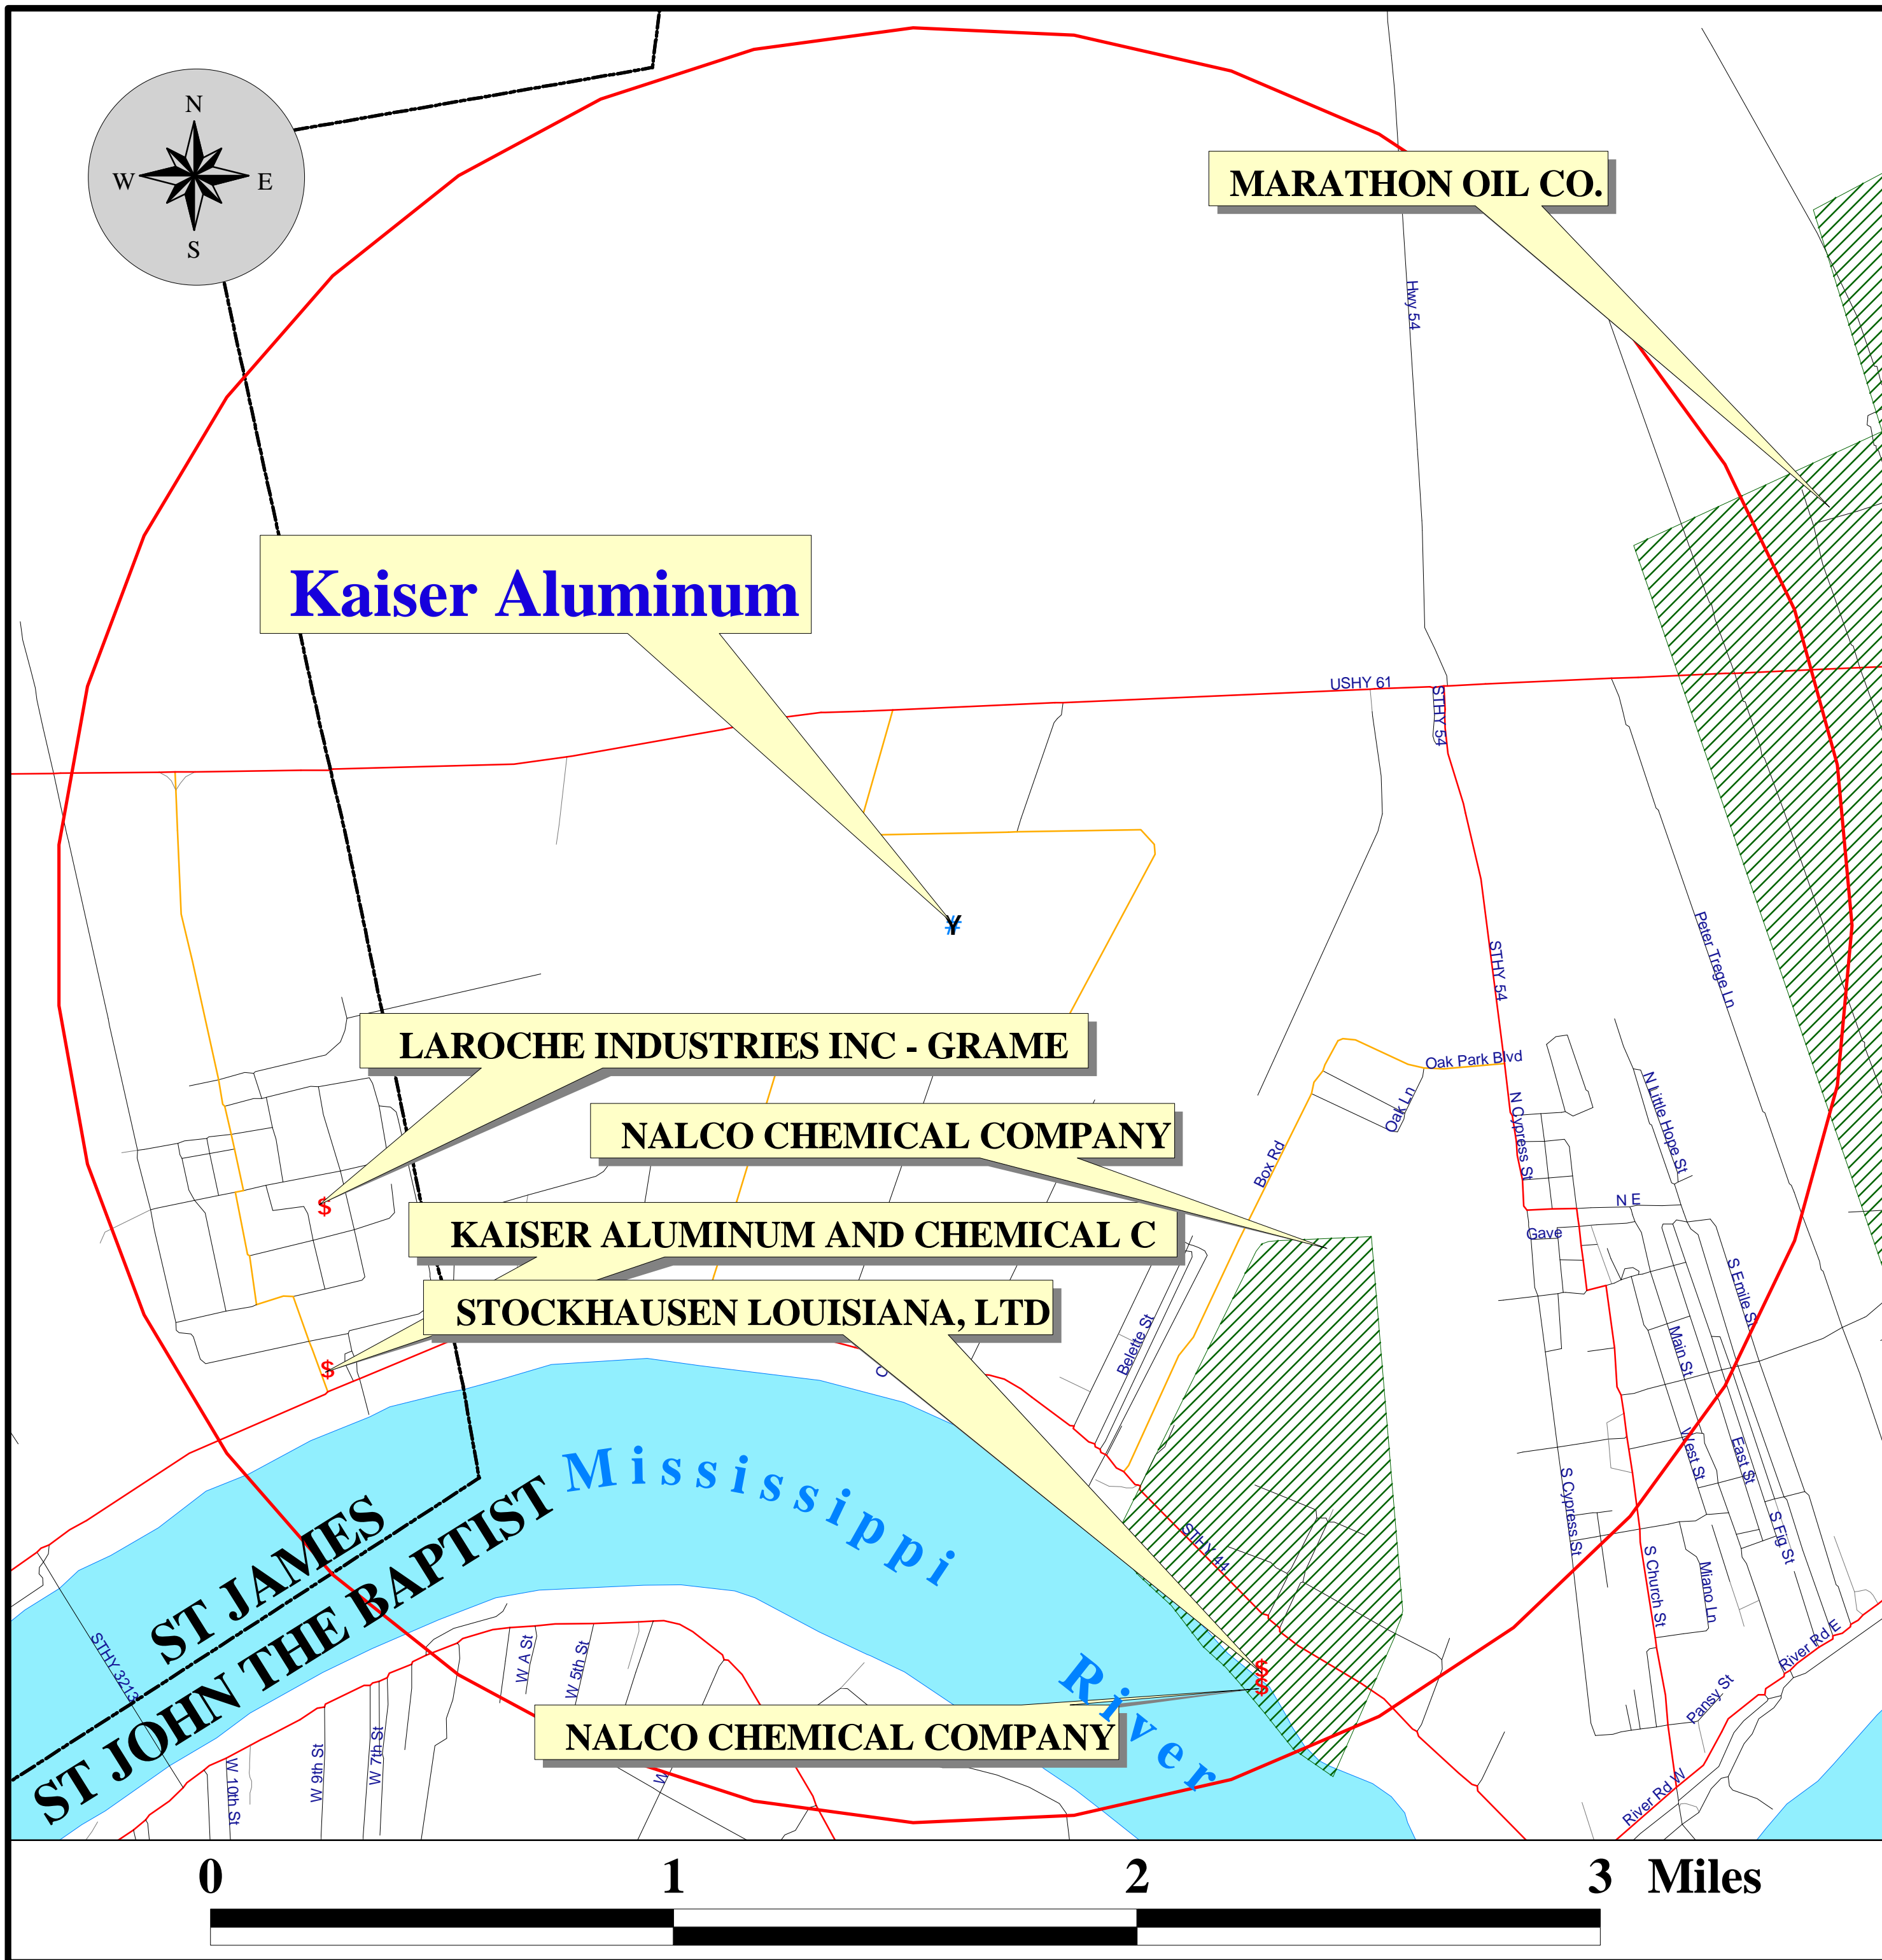 N
W E
S
MARATHON OIL CO.
Hwy 54
Kaiser Aluminum
USHY 61
STHY 54
¥
Peter Trege Ln
STHY 54
LAROCHE INDUSTRIES INC - GRAME
Oak Park Blvd
Oak Ln
N Cypress St
N Little Hope St
NALCO CHEMICAL COMPANY
Box Rd
$
N E
KAISER ALUMINUM AND CHEMICAL C
Gave
S Emile St
STOCKHAUSEN LOUISIANA, LTD
Belette St
Main St
$
Mississippi
West St
East St
S Cypress St
S Fig St
STHY 44
ST JAMES
ST JOHN THE BAPTIST
S Church St
Miano Ln
STHY 3213
W A St
W 5th St
River Rd E
River
$
$
Pansy St
NALCO CHEMICAL COMPANY
W 10th St
W 9th St
W 7th St
W
River Rd W
0 1 2 3 Miles